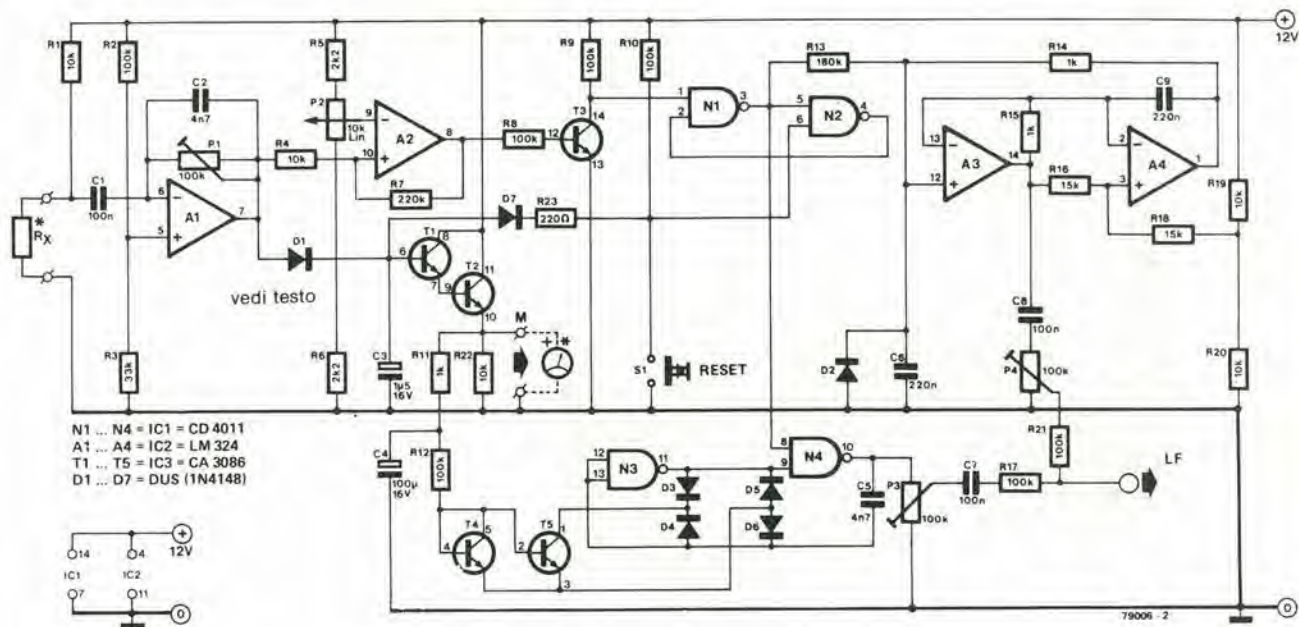 R1
10k
R2
100k
C2
4n7
P1
100k
C1
100n
RX
*
6
5
A1
7
R3
33k
R4
10k
D1
vedi testo
R5
2k2
P2
10k
Lin
9
10
A2
8
R7
220k
R6
2k2
R8
100k
R9
100k
T3
12
14
13
R10
100k
D7
R23
220Ω
T1
6
8
7
T2
9
11
10
C3
1µ5
16V
R11
1k
R22
10k
M
+
*
S1
RESET
1
2
N1
3
5
6
N2
4
R13
180k
R14
1k
C9
220n
13
12
A3
14
R15
1k
R16
15k
2
3
A4
1
R18
15k
R19
10k
R20
10k
D2
C6
220n
C8
100n
P4
100k
+
12V
N1 ... N4 = IC1 = CD 4011
A1 ... A4 = IC2 = LM 324
T1 ... T5 = IC3 = CA 3086
D1 ... D7 = DUS (1N4148)
14
4
+
12V
IC1
IC2
7
11
0
C4
100µ
16V
R12
100k
T4
4
5
T5
2
1
3
12
13
N3
11
D3
D4
D5
D6
8
9
N4
10
C5
4n7
P3
100k
C7
100n
R17
100k
R21
100k
LF
79006 - 2
0